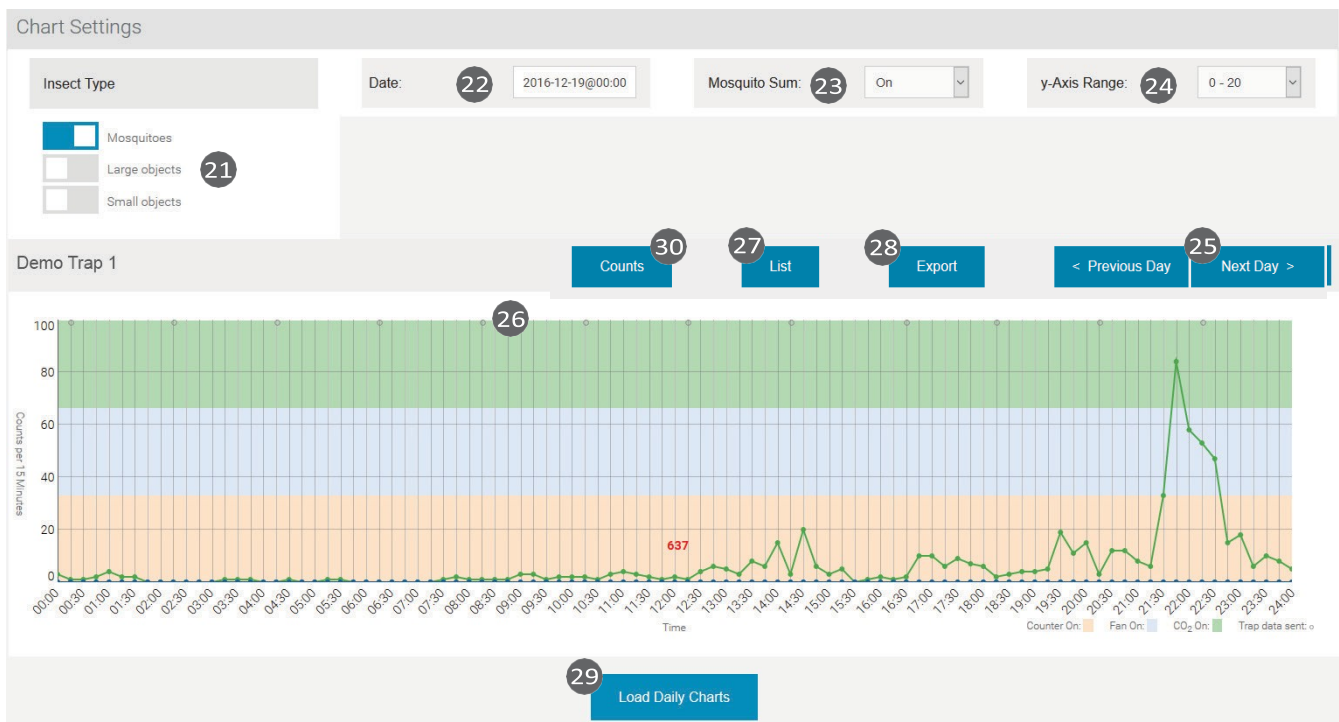 Chart Settings
Insect Type
Date: 22 2016-12-19@00:00
Mosquito Sum: 23 On
y-Axis Range: 24 0 - 20
Mosquitoes
Large objects 21
Small objects
Demo Trap 1
Counts 30
27 List
28 Export
< Previous Day 25 Next Day >
26
100
80
60
40
20
0
Counts per 15 Minutes
637
00:00 00:30 01:00 01:30 02:00 02:30 03:00 03:30 04:00 04:30 05:00 05:30 06:00 06:30 07:00 07:30 08:00 08:30 09:00 09:30 10:00 10:30 11:00 11:30 12:00 12:30 13:00 13:30 14:00 14:30 15:00 15:30 16:00 16:30 17:00 17:30 18:00 18:30 19:00 19:30 20:00 20:30 21:00 21:30 22:00 22:30 23:00 23:30 24:00
Time
Counter On: Fan On: CO₂ On: Trap data sent: o
29
Load Daily Charts